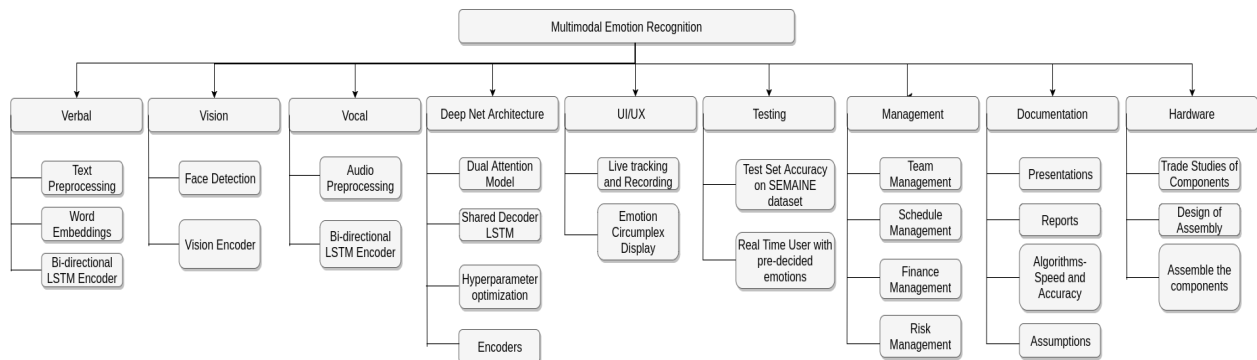 Multimodal Emotion Recognition
Verbal
Vision
Vocal
Deep Net Architecture
UI/UX
Testing
Management
Documentation
Hardware
Text
Preprocessing
Word
Embeddings
Bi-directional
LSTM Encoder
Face Detection
Vision Encoder
Audio
Preprocessing
Bi-directional
LSTM Encoder
Dual Attention
Model
Shared Decoder
LSTM
Hyperparameter
optimization
Encoders
Live tracking
and Recording
Emotion
Circumplex
Display
Test Set Accuracy
on SEMAINE
dataset
Real Time User with
pre-decided
emotions
Team
Management
Schedule
Management
Finance
Management
Risk
Management
Presentations
Reports
Algorithms-
Speed and
Accuracy
Assumptions
Trade Studies of
Components
Design of
Assembly
Assemble the
components